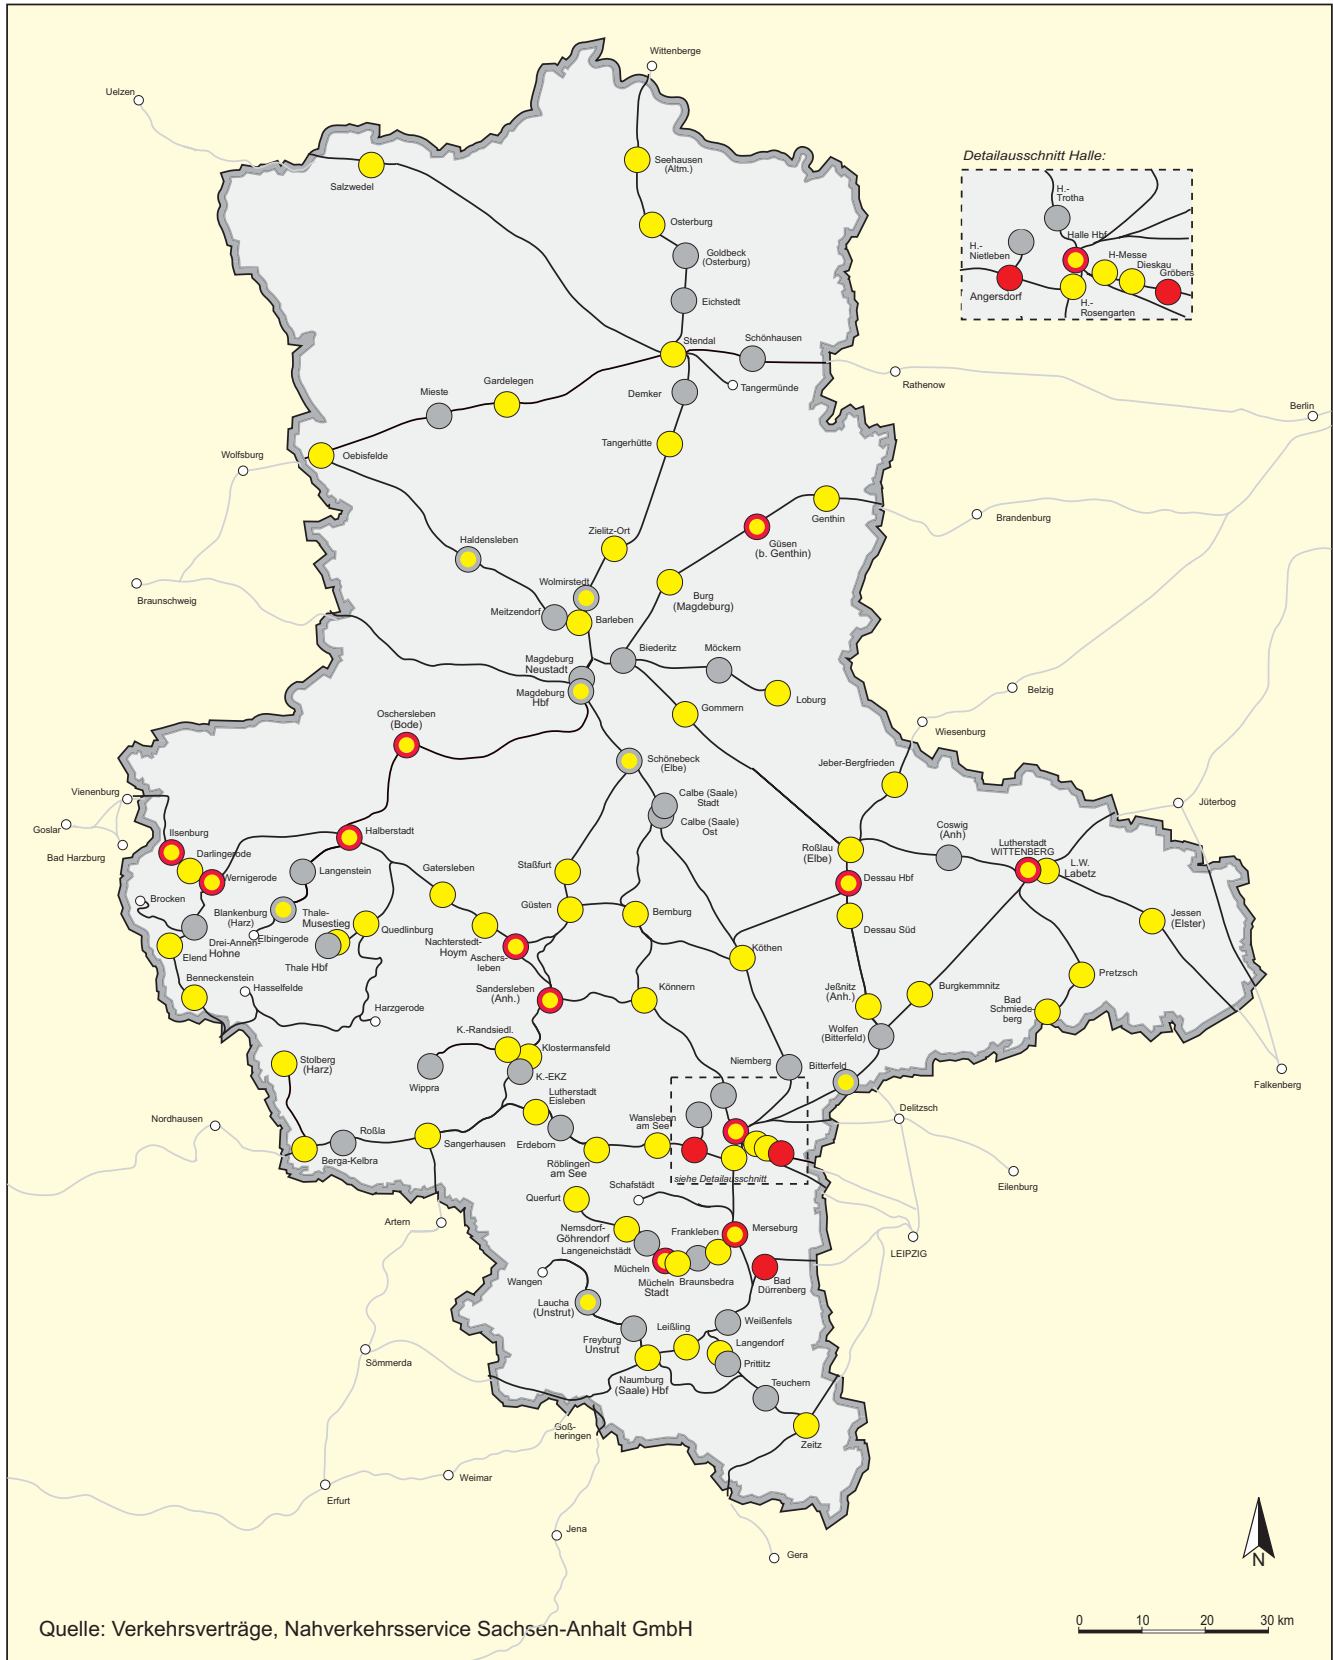 Wittenberge
Uelzen
Detailausschnitt Halle:
Seehausen
(Altm.)
Salzwedel
H.-
Trotha
Osterburg
Halle Hbf
H.-
Nietleben
H-Messe
Dieskau
Gröbers
Goldbeck
(Osterburg)
Angersdorf
Eichstedt
H.-
Rosengarten
Stendal
Schönhausen
Gardelegen
Rathenow
Mieste
Demker
Tangermünde
Berlin
Tangerhütte
Wolfsburg
Oebisfelde
Genthin
Brandenburg
Zielitz-Ort
Haldensleben
Güsen
(b. Genthin)
Wolmirstedt
Braunschweig
Burg
(Magdeburg)
Meitzendorf
Barleben
Biederitz
Möckern
Magdeburg
Neustadt
Magdeburg
Hbf
Belzig
Loburg
Gommern
Oschersleben
(Bode)
Wiesenburg
Schönebeck
(Elbe)
Jeber-Bergfrieden
Vienenburg
Calbe (Saale)
Stadt
Jüterbog
Goslar
Ilsenburg
Halberstadt
Calbe (Saale)
Ost
Coswig
(Anh)
Lutherstadt
WITTENBERG
Bad Harzburg
Darlingerode
Roßlau
(Elbe)
L.W.
Labetz
Wernigerode
Langenstein
Gatersleben
Staßfurt
Dessau Hbf
Brocken
Blankenburg
(Harz)
Thale-
Musestieg
Güsten
Bernburg
Jessen
(Elster)
Elbingerode
Quedlinburg
Dessau Süd
Drei-Annen-
Hohne
Nachterstedt-
Hoym
Aschers-
leben
Köthen
Elend
Thale Hbf
Benneckenstein
Hasselfelde
Sandersleben
(Anh.)
Könnern
Jeßnitz
(Anh.)
Burgkemmnitz
Pretzsch
Harzgerode
Bad
Schmiede-
berg
K.-Randsiedl.
Klostermansfeld
Wolfen
(Bitterfeld)
Stolberg
(Harz)
Niemberg
Bitterfeld
Wippra
K.-EKZ
Falkenberg
Lutherstadt
Eisleben
Nordhausen
Wansleben
am See
Delitzsch
Roßla
Sangerhausen
Erdeborn
Berga-Kelbra
Röblingen
am See
siehe Detailausschnitt
Eilenburg
Schafstädt
Querfurt
Artern
Nemsdorf-
Göhrendorf
Frankleben
Merseburg
Langeneichstädt
LEIPZIG
Mücheln
Wangen
Mücheln
Stadt
Braunsbedra
Bad
Dürrenberg
Laucha
(Unstrut)
Weißenfels
Freyburg
Unstrut
Leißling
Langendorf
Sömmerda
Prittitz
Naumburg
(Saale) Hbf
Teuchern
Goß-
heringen
Zeitz
Weimar
Erfurt
Jena
Gera
N
Quelle: Verkehrsverträge, Nahverkehrsservice Sachsen-Anhalt GmbH
0 10 20 30 km